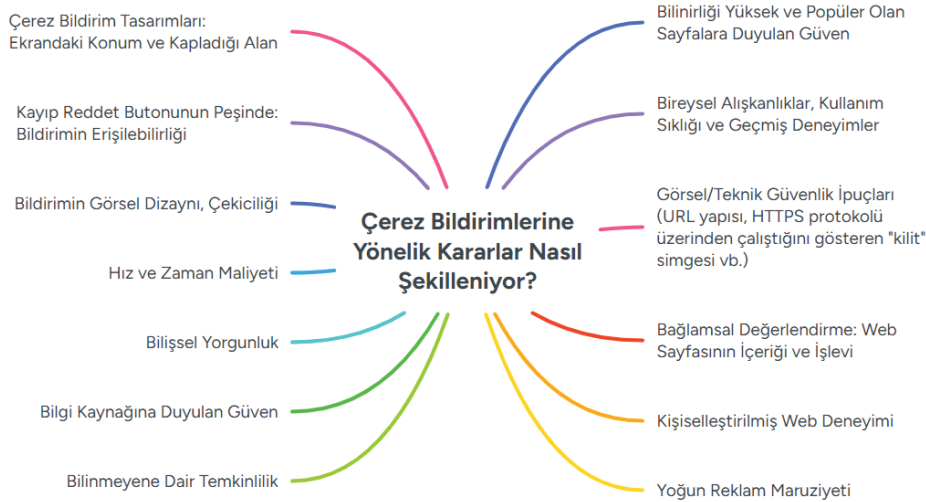 Çerez Bildirim Tasarımları:
Ekrandaki Konum ve Kapladığı Alan
Kayıp Reddet Butonunun Peşinde:
Bildirimin Erişilebilirliği
Bildirimin Görsel Dizaynı, Çekiciliği
Hız ve Zaman Maliyeti
Bilişsel Yorgunluk
Bilgi Kaynağına Duyulan Güven
Bilinmeyene Dair Temkinlilik
Çerez Bildirimlerine
Yönelik Kararlar Nasıl
Şekilleniyor?
Bilinirliği Yüksek ve Popüler Olan
Sayfalara Duyulan Güven
Bireysel Alışkanlıklar, Kullanım
Sıklığı ve Geçmiş Deneyimler
Görsel/Teknik Güvenlik İpuçları
(URL yapısı, HTTPS protokolü
üzerinden çalıştığını gösteren "kilit"
simgesi vb.)
Bağlamsal Değerlendirme: Web
Sayfasının İçeriği ve İşlevi
Kişiselleştirilmiş Web Deneyimi
Yoğun Reklam Maruziyeti